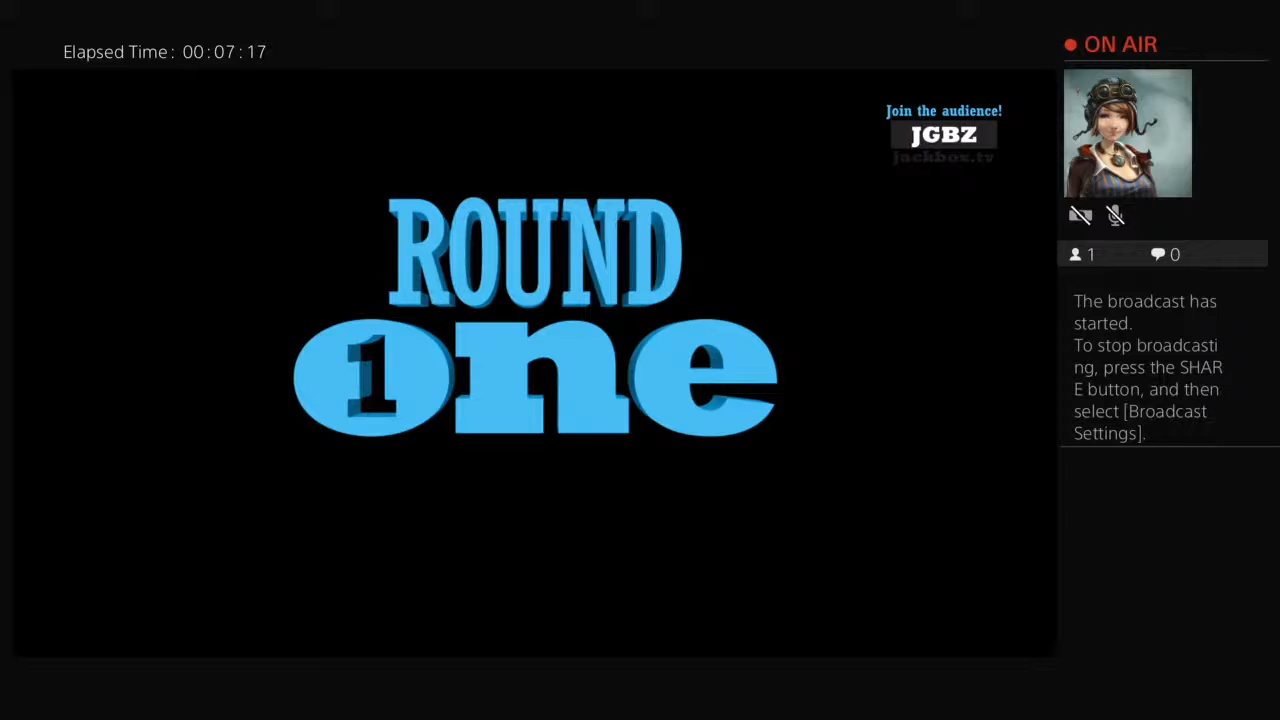 Elapsed Time: 00:07:17
ON AIR
Join the audience!
JGBZ
jackbox.tv
ROUND
One
1
1
0
The broadcast has
started.
To stop broadcasti
ng, press the SHAR
E button, and then
select [Broadcast
Settings].